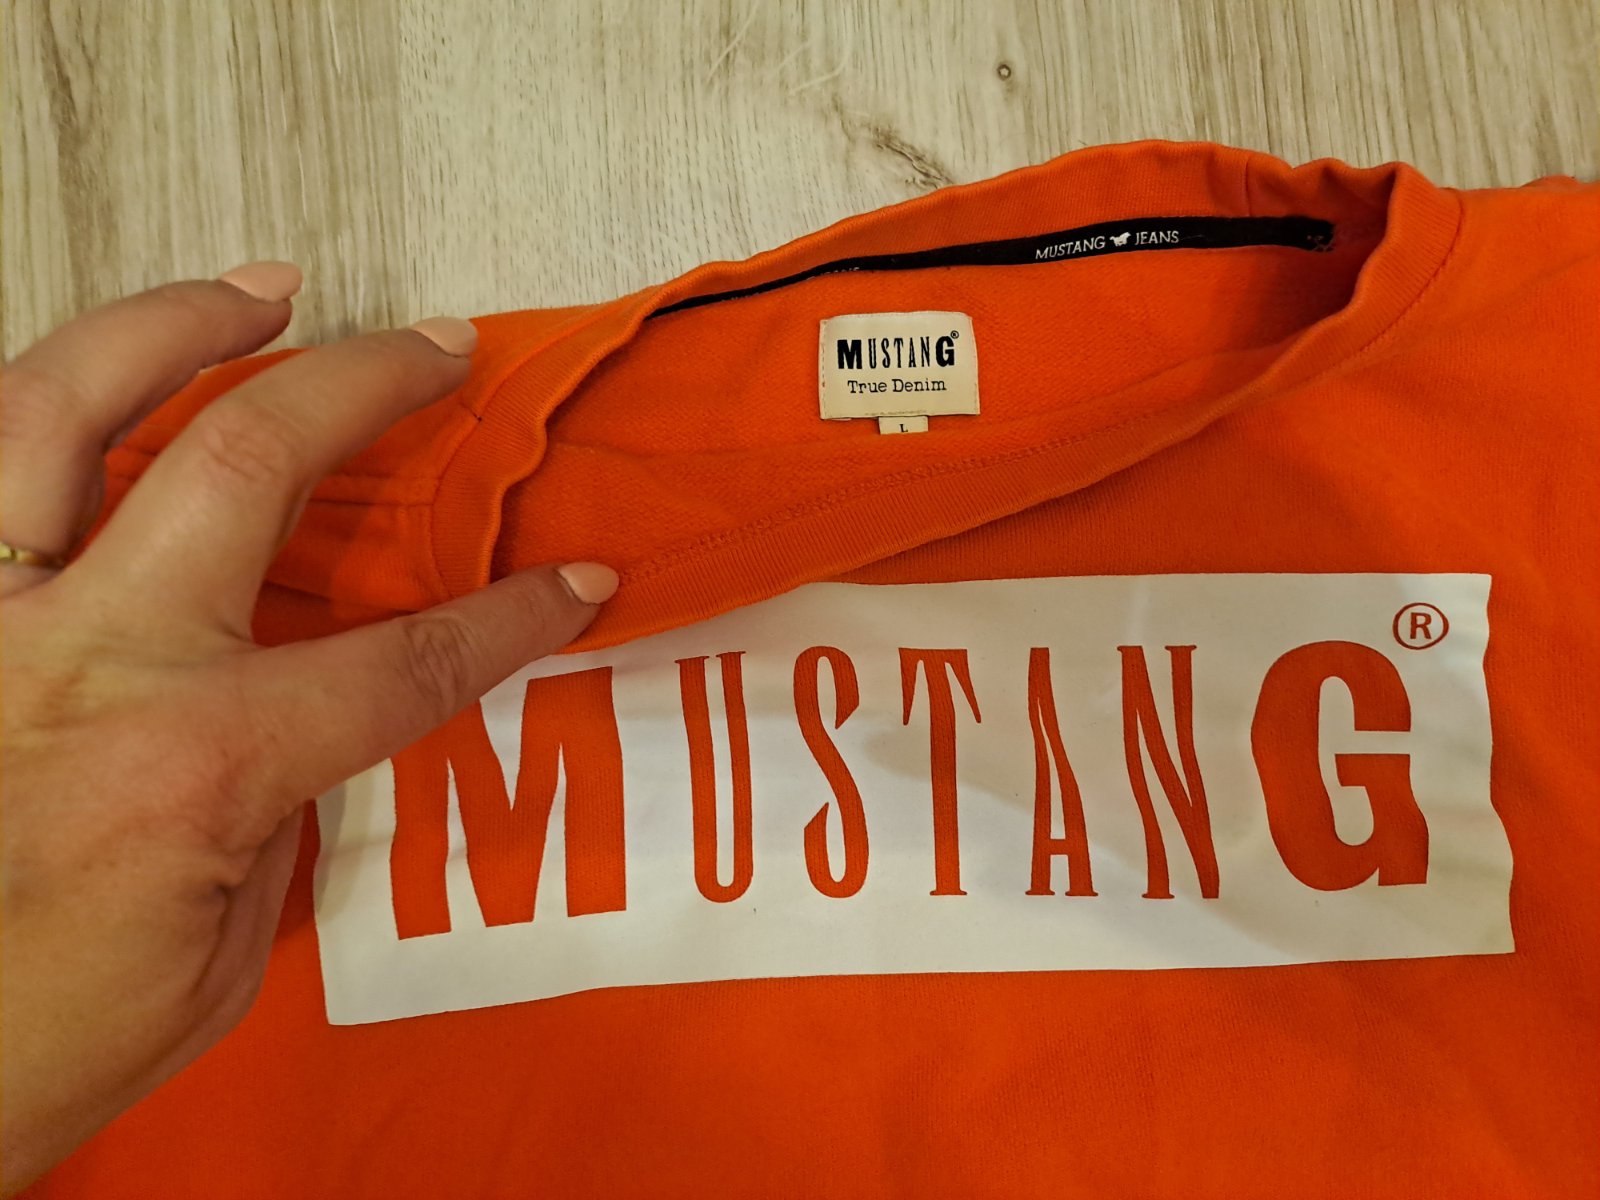 MUSTANG JEANS
MUSTANG®
True Denim
L
MUSTANG®